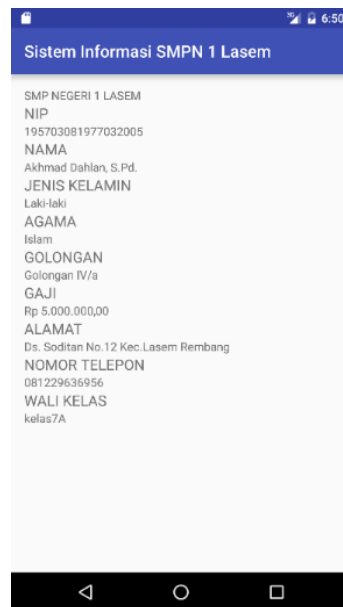 6:50
Sistem Informasi SMPN 1 Lasem
SMP NEGERI 1 LASEM
NIP
195703081977032005
NAMA
Akhmad Dahlan, S.Pd.
JENIS KELAMIN
Laki-laki
AGAMA
Islam
GOLONGAN
Golongan IV/a
GAJI
Rp 5.000.000,00
ALAMAT
Ds. Soditan No.12 Kec.Lasem Rembang
NOMOR TELEPON
081229636956
WALI KELAS
kelas7A